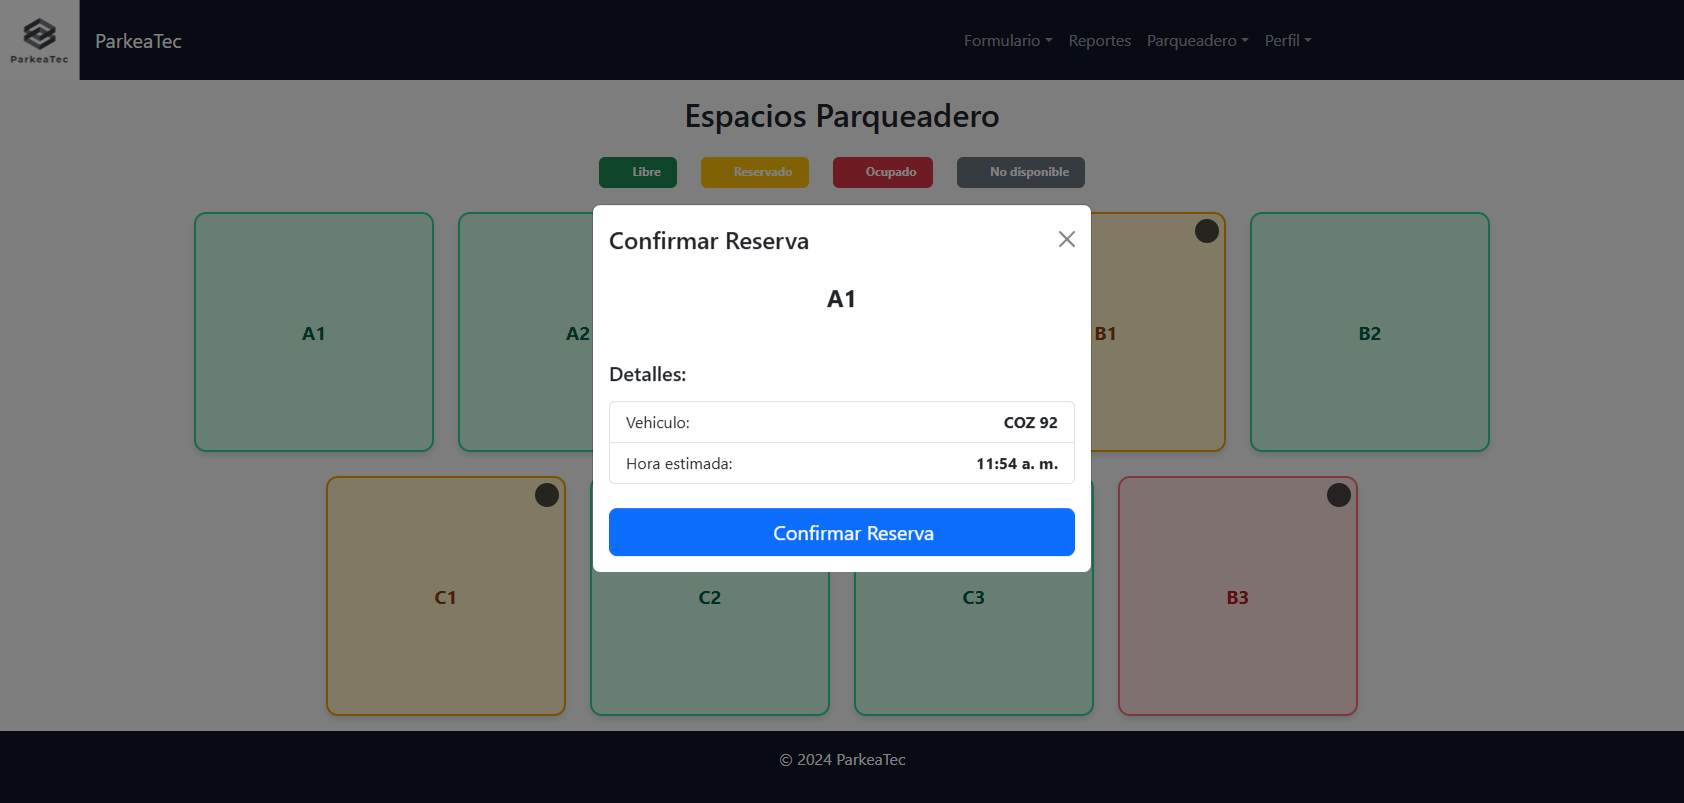 ParkeaTec
ParkeaTec
Formulario
Reportes
Parqueadero
Perfil
Espacios Parqueadero
Libre
Reservado
Ocupado
No disponible
A1
A2
B1
B2
Confirmar Reserva
A1
Detalles:
Vehiculo: COZ 92
Hora estimada: 11:54 a. m.
Confirmar Reserva
C1
C2
C3
B3
© 2024 ParkeaTec